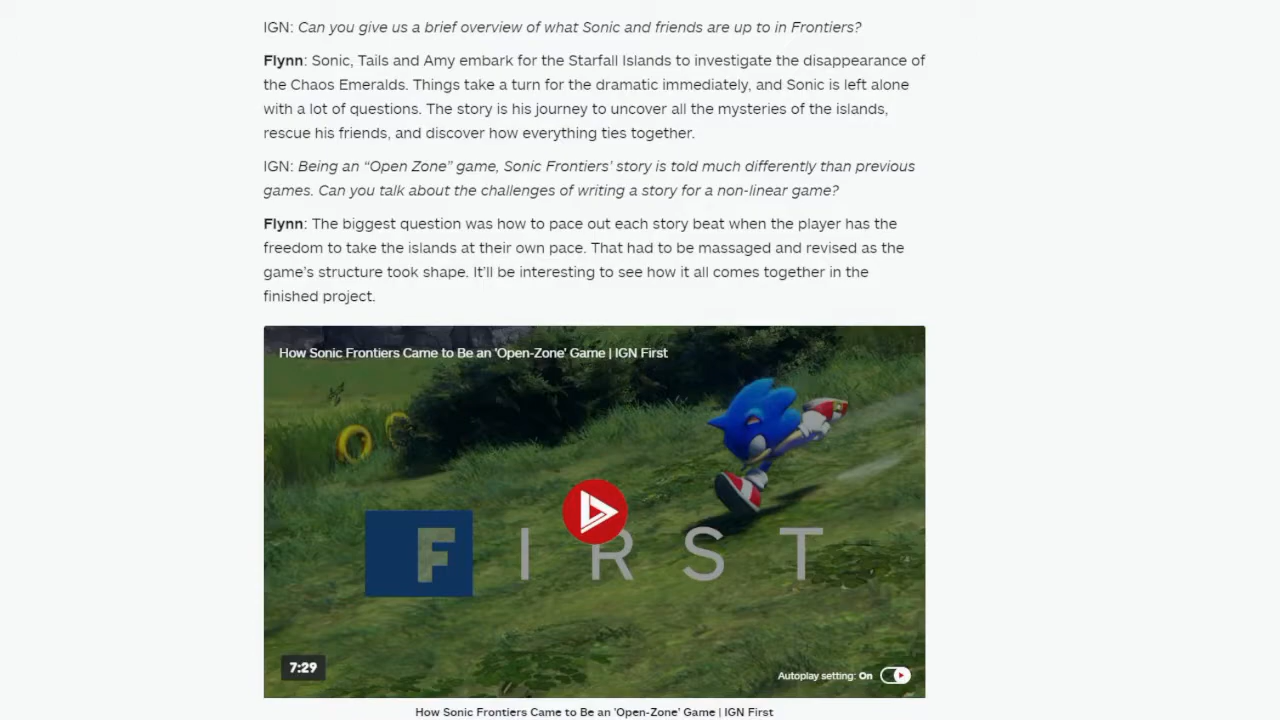 IGN: Can you give us a brief overview of what Sonic and friends are up to in Frontiers?
Flynn: Sonic, Tails and Amy embark for the Starfall Islands to investigate the disappearance of
the Chaos Emeralds. Things take a turn for the dramatic immediately, and Sonic is left alone
with a lot of questions. The story is his journey to uncover all the mysteries of the islands,
rescue his friends, and discover how everything ties together.
IGN: Being an “Open Zone” game, Sonic Frontiers’ story is told much differently than previous
games. Can you talk about the challenges of writing a story for a non-linear game?
Flynn: The biggest question was how to pace out each story beat when the player has the
freedom to take the islands at their own pace. That had to be massaged and revised as the
game’s structure took shape. It’ll be interesting to see how it all comes together in the
finished project.
How Sonic Frontiers Came to Be an 'Open-Zone' Game | IGN First
FIRST
7:29
Autoplay setting: On
How Sonic Frontiers Came to Be an 'Open-Zone' Game | IGN First